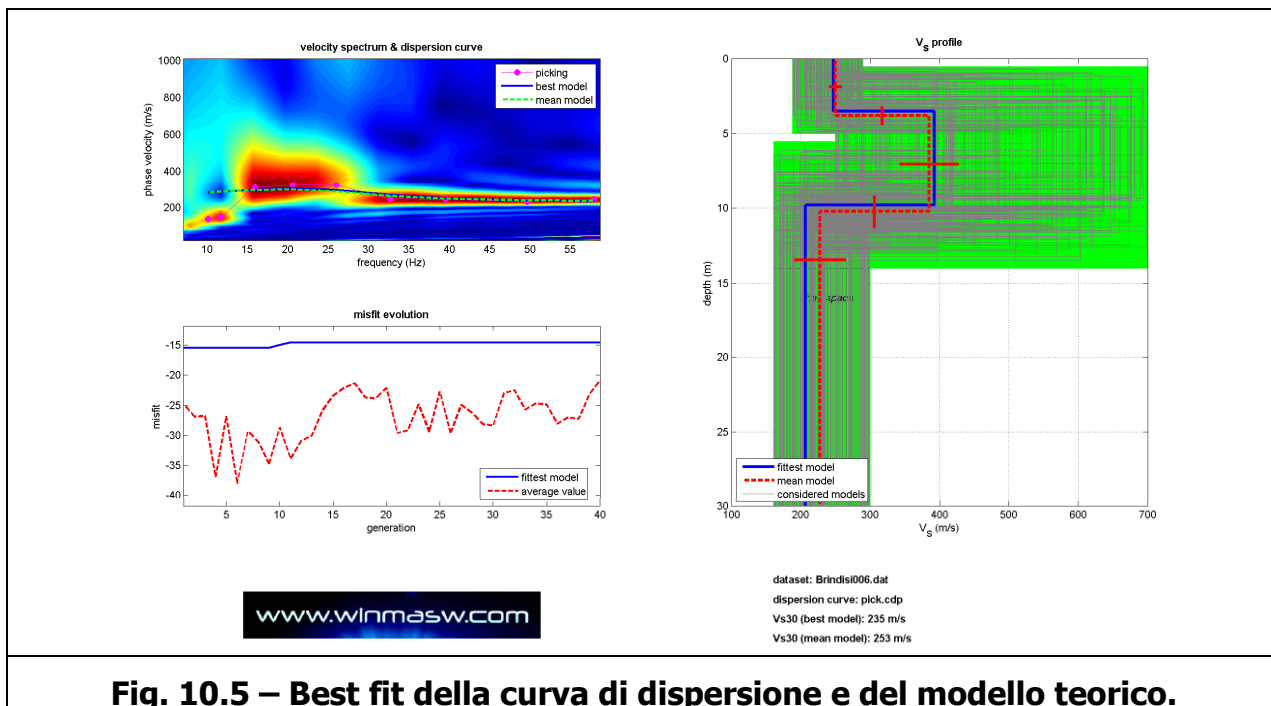 velocity spectrum & dispersion curve
1000
800
600
400
200
phase velocity (m/s)
picking
best model
mean model
10 15 20 25 30 35 40 45 50 55
frequency (Hz)
misfit evolution
-15
-20
-25
-30
-35
-40
misfit
fittest model
average value
5 10 15 20 25 30 35 40
generation
www.winmasw.com
VS profile
0
5
10
15
20
25
30
depth (m)
space
fittest model
mean model
considered models
100 200 300 400 500 600 700
VS (m/s)
dataset: Brindisi006.dat
dispersion curve: pick.cdp
Vs30 (best model): 235 m/s
Vs30 (mean model): 253 m/s
Fig. 10.5 – Best fit della curva di dispersione e del modello teorico.